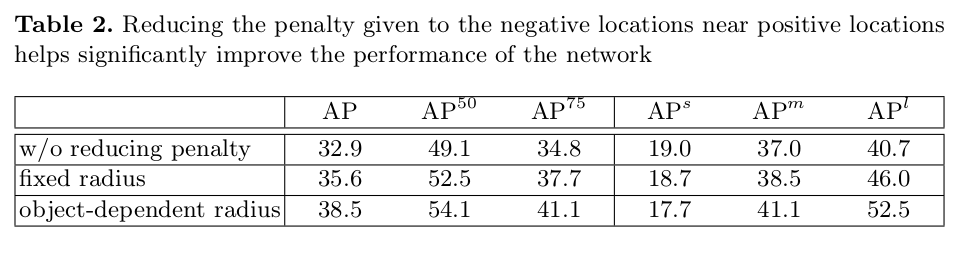 Table 2. Reducing the penalty given to the negative locations near positive locations
helps significantly improve the performance of the network
AP AP^50 AP^75 AP^s AP^m AP^l
w/o reducing penalty 32.9 49.1 34.8 19.0 37.0 40.7
fixed radius 35.6 52.5 37.7 18.7 38.5 46.0
object-dependent radius 38.5 54.1 41.1 17.7 41.1 52.5